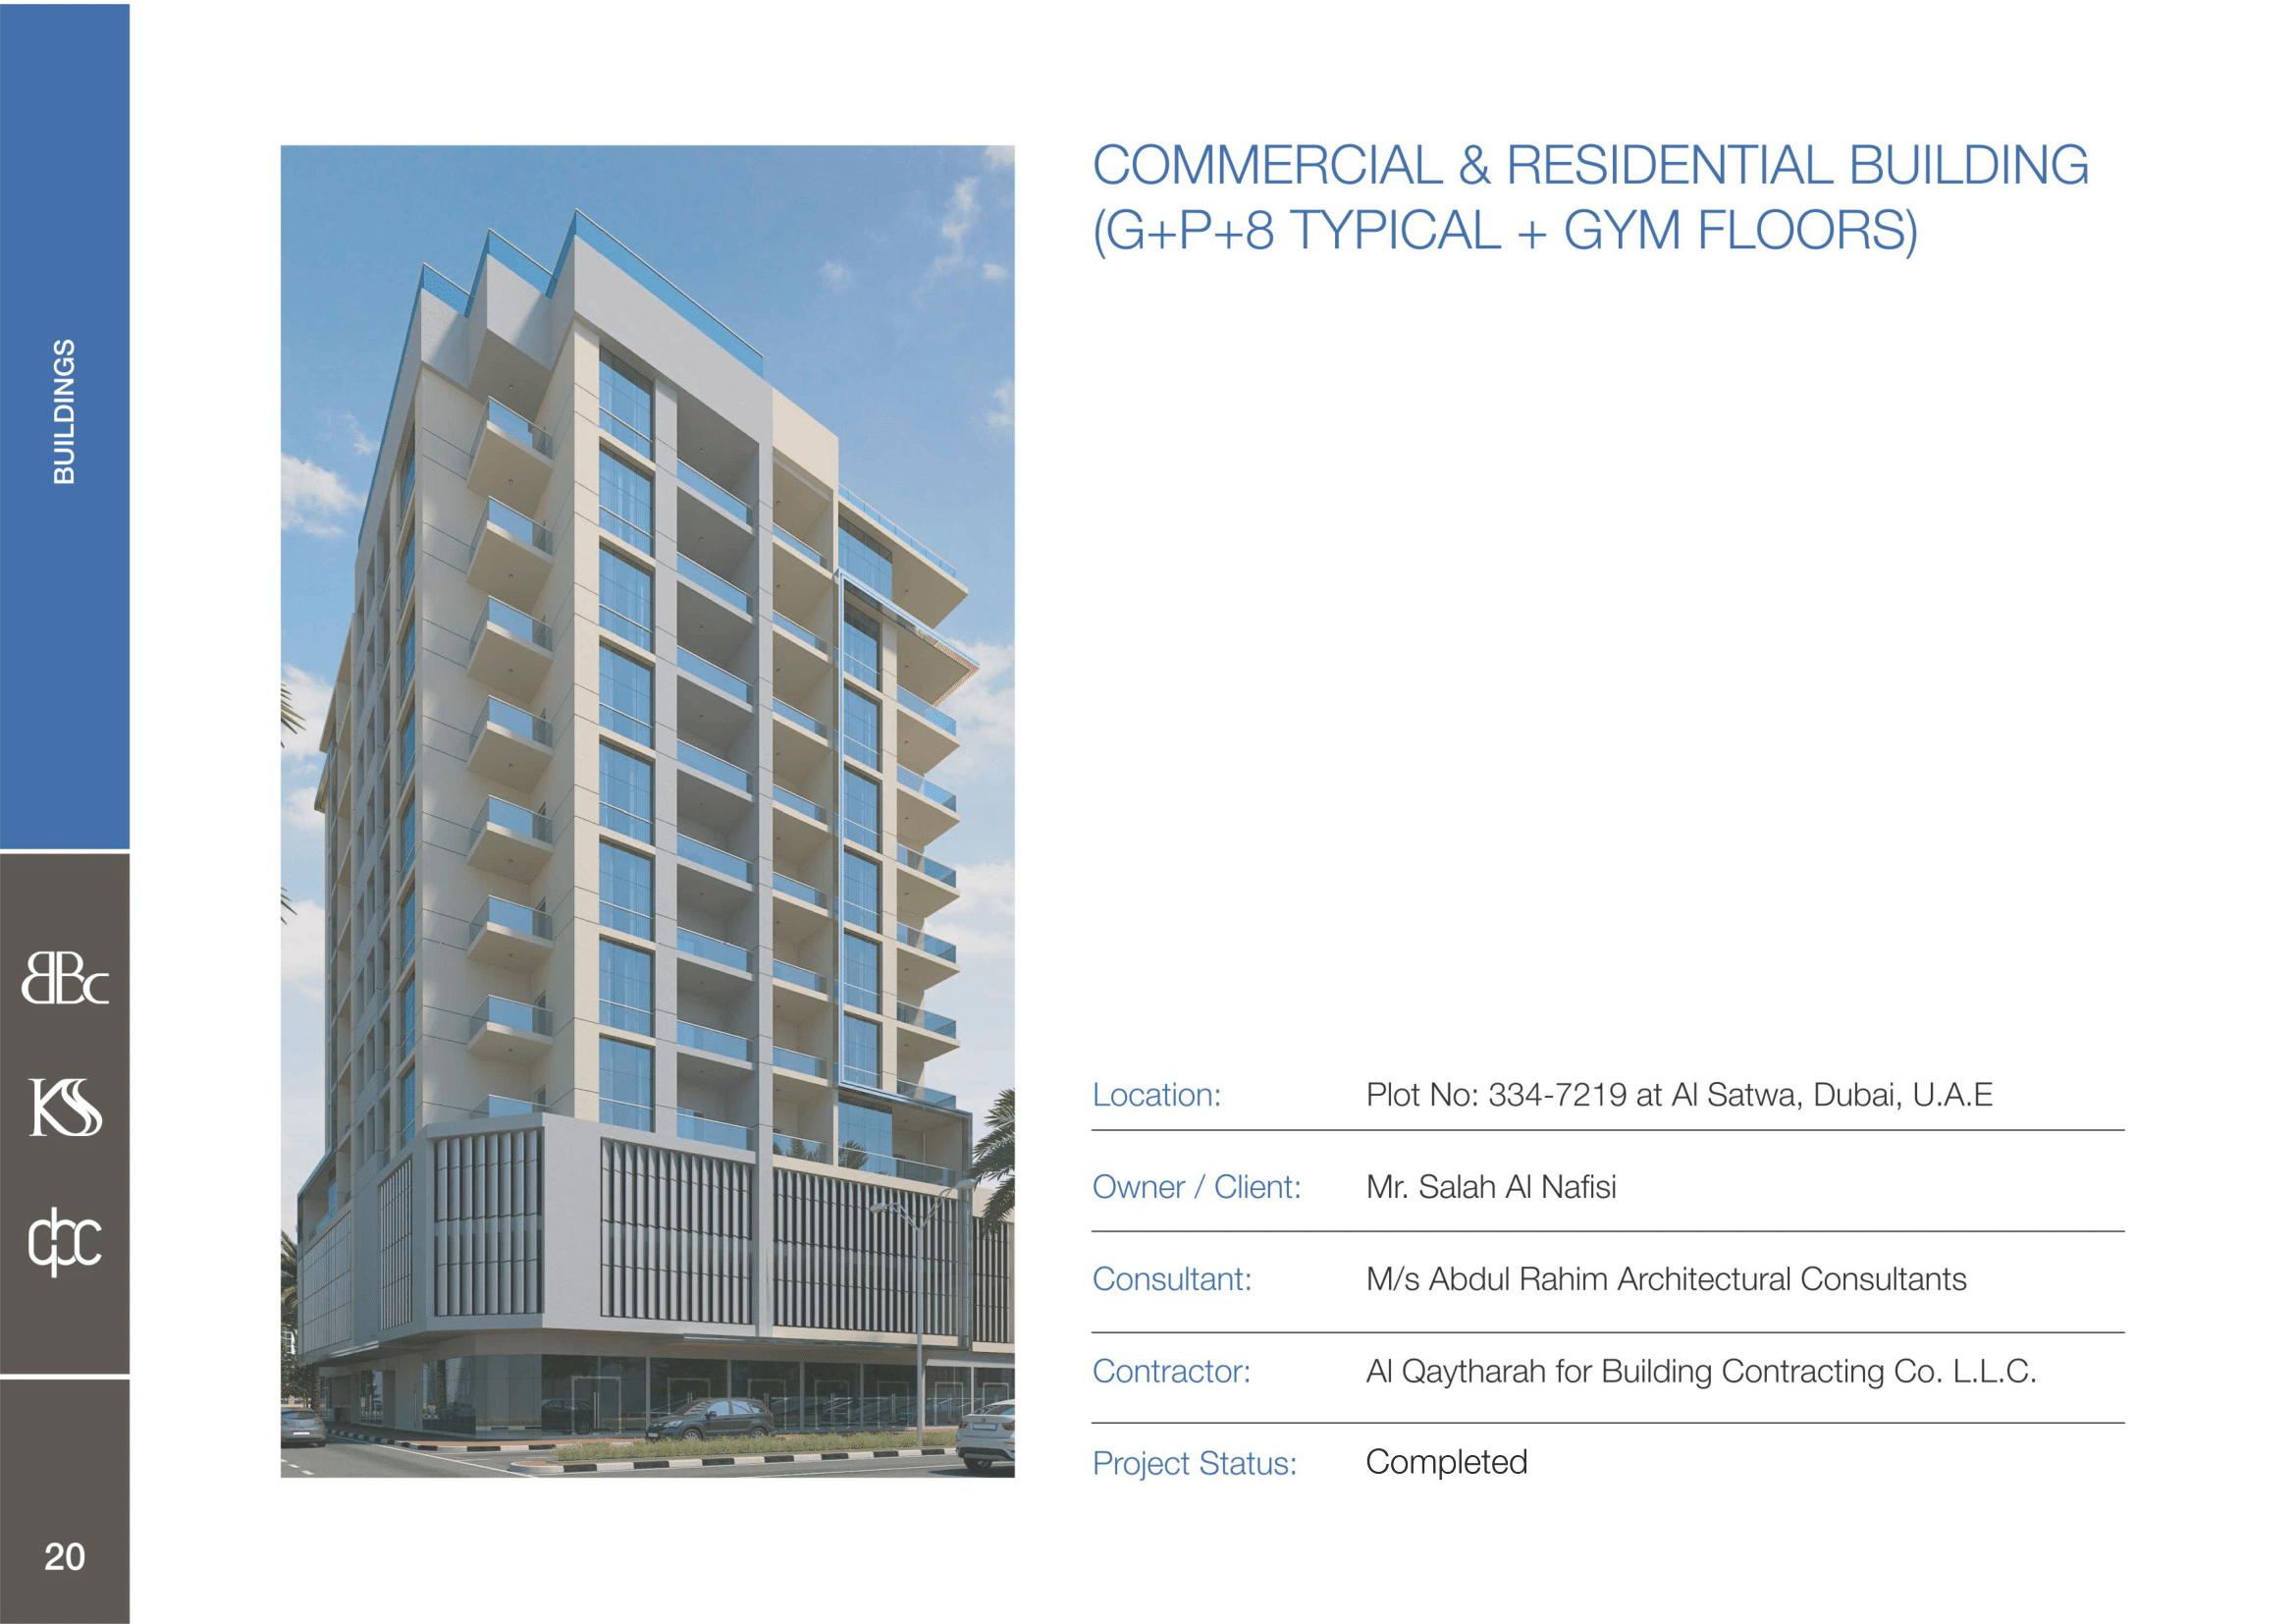 BUILDINGS
BBc
KS
qbc
20
COMMERCIAL & RESIDENTIAL BUILDING
(G+P+8 TYPICAL + GYM FLOORS)
Location: Plot No: 334-7219 at Al Satwa, Dubai, U.A.E
Owner / Client: Mr. Salah Al Nafisi
Consultant: M/s Abdul Rahim Architectural Consultants
Contractor: Al Qaytharah for Building Contracting Co. L.L.C.
Project Status: Completed